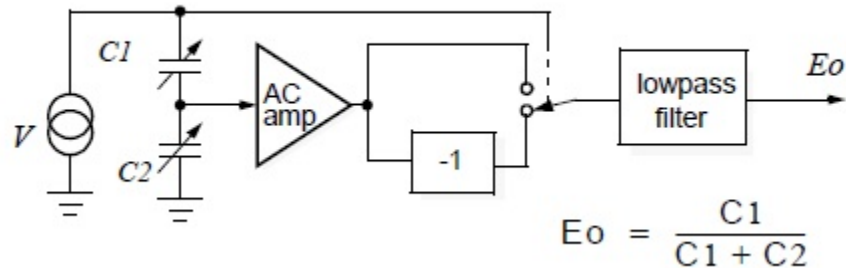 C1
Eo
AC
amp
lowpass
filter
V
C2
-1
Eo = C1
C1 + C2